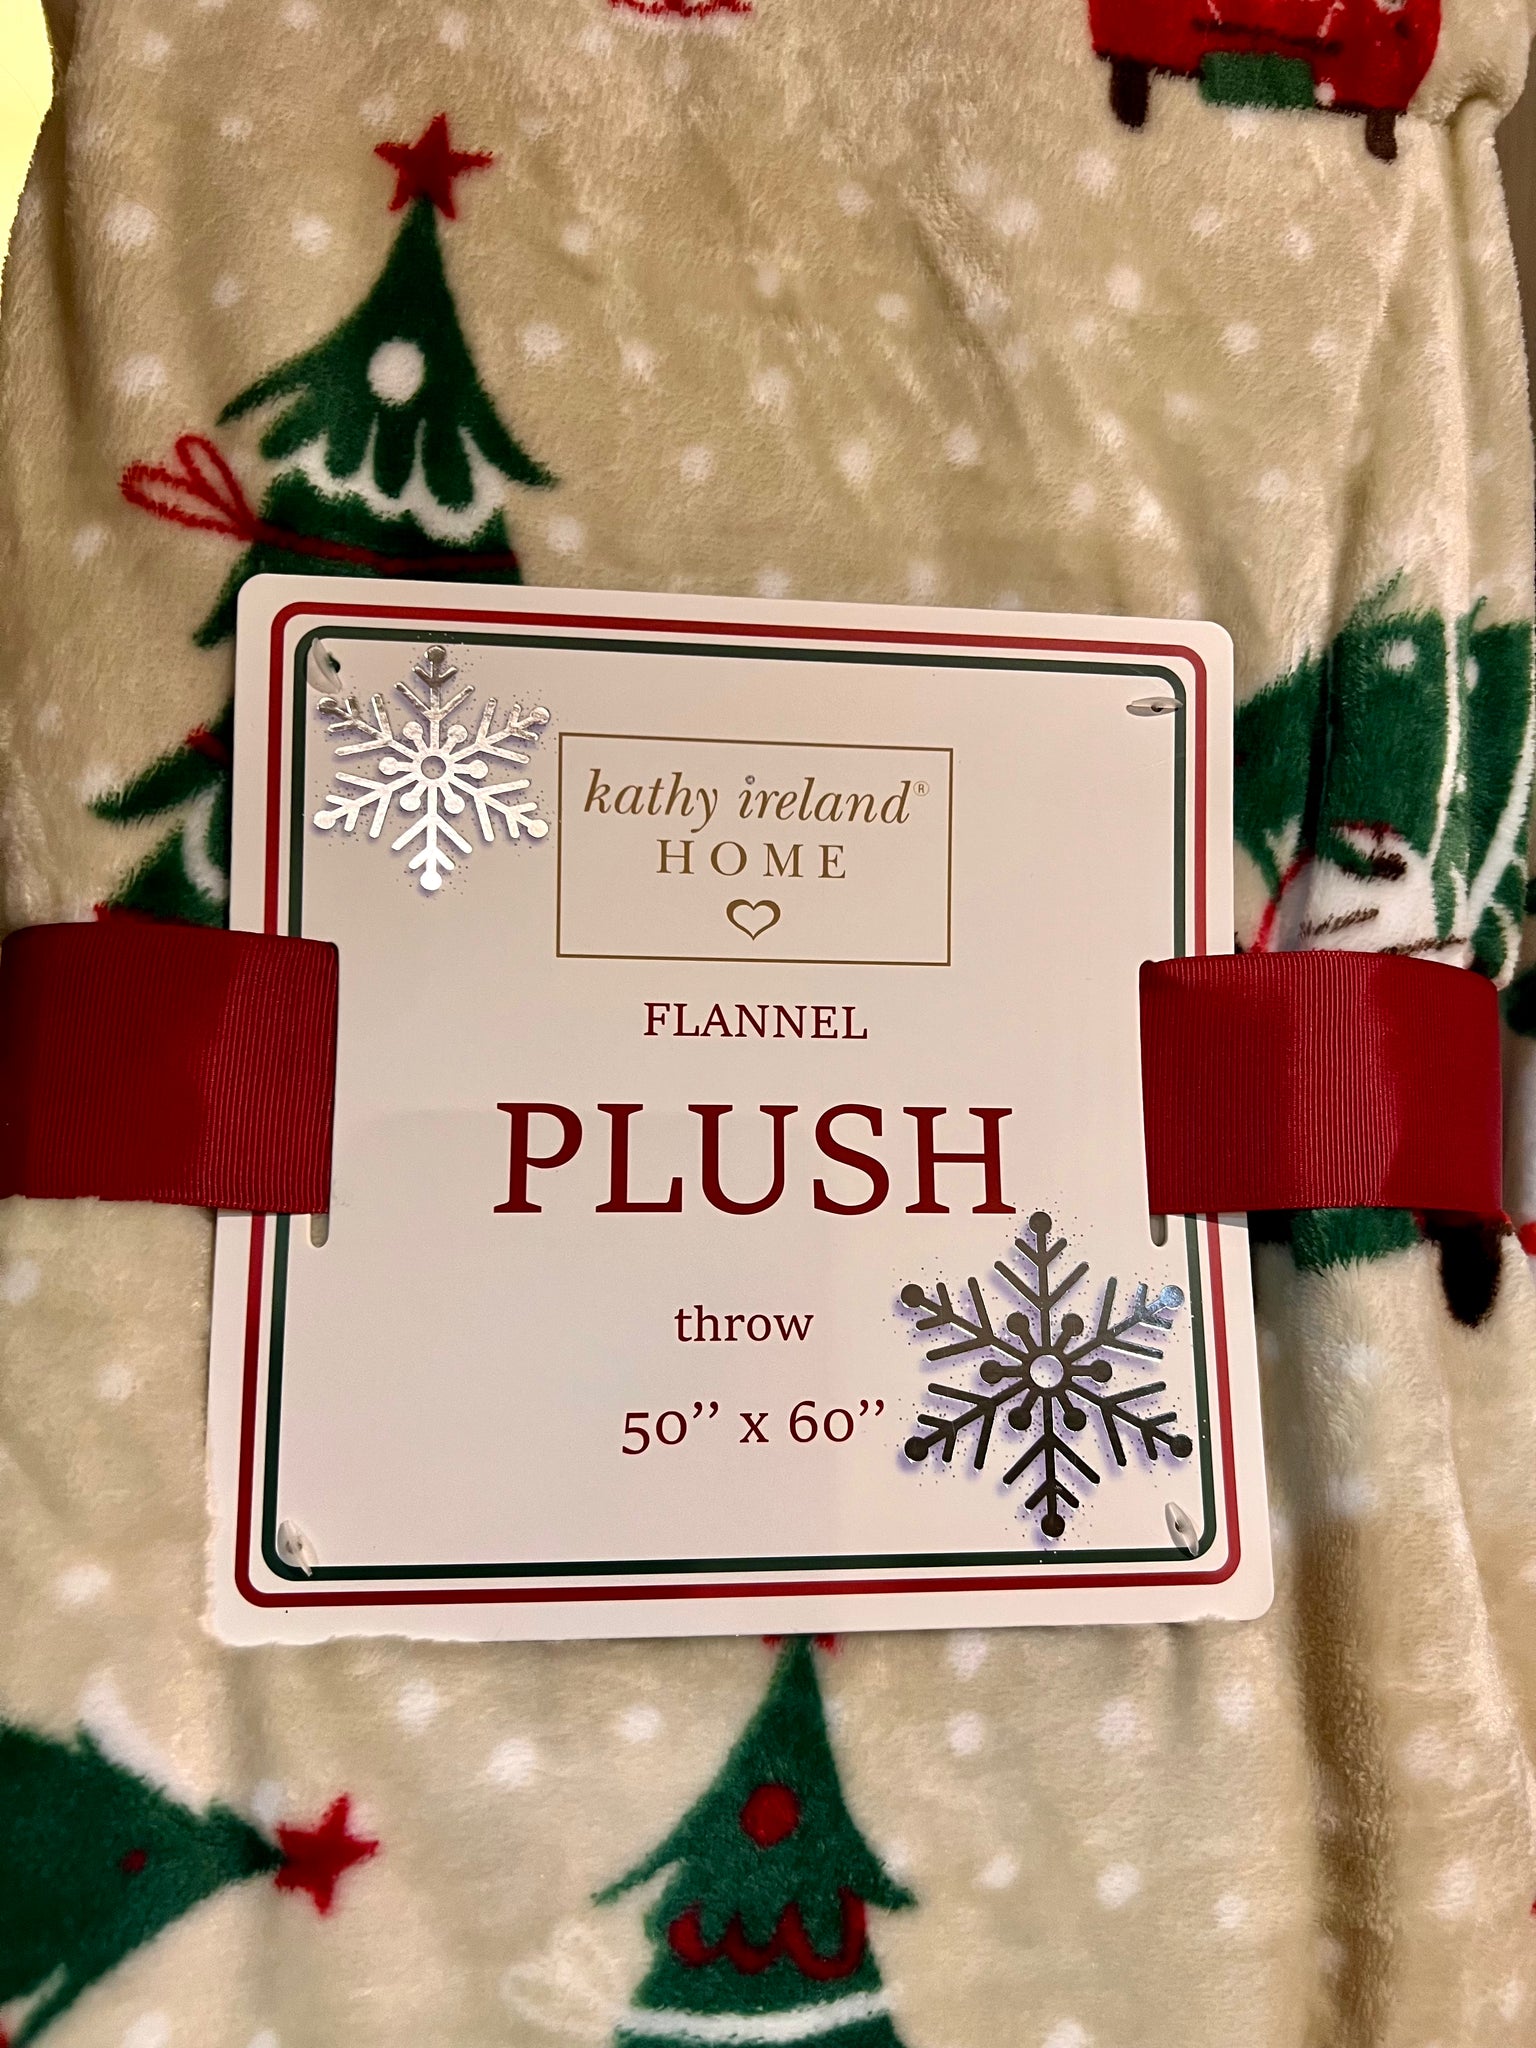 kathy ireland®
HOME
FLANNEL
PLUSH
throw
50’’ x 60’’